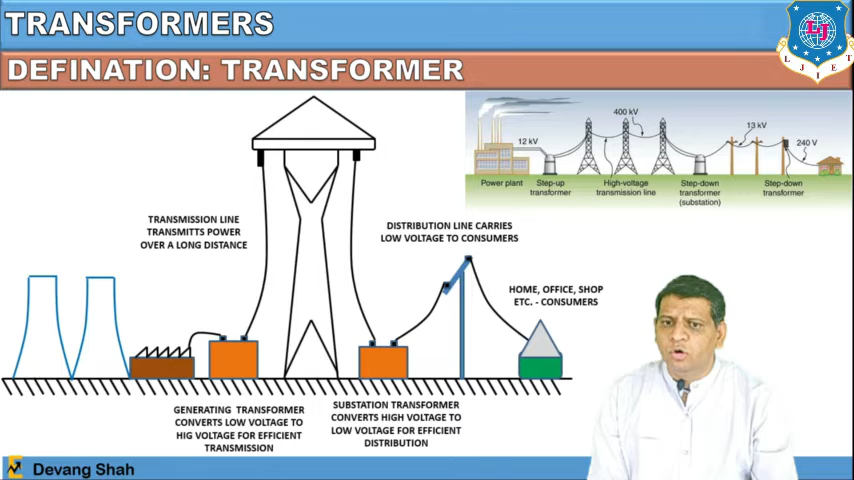 TRANSFORMERS
LJ
L J I E T
DEFINATION: TRANSFORMER
400 kV
12 kV
13 kV
240 V
Power plant
Step-up
transformer
High-voltage
transmission line
Step-down
transformer
(substation)
Step-down
transformer
TRANSMISSION LINE
TRANSMITTS POWER
OVER A LONG DISTANCE
DISTRIBUTION LINE CARRIES
LOW VOLTAGE TO CONSUMERS
HOME, OFFICE, SHOP
ETC. - CONSUMERS
GENERATING TRANSFORMER
CONVERTS LOW VOLTAGE TO
HIG VOLTAGE FOR EFFICIENT
TRANSMISSION
SUBSTATION TRANSFORMER
CONVERTS HIGH VOLTAGE TO
LOW VOLTAGE FOR EFFICIENT
DISTRIBUTION
Devang Shah